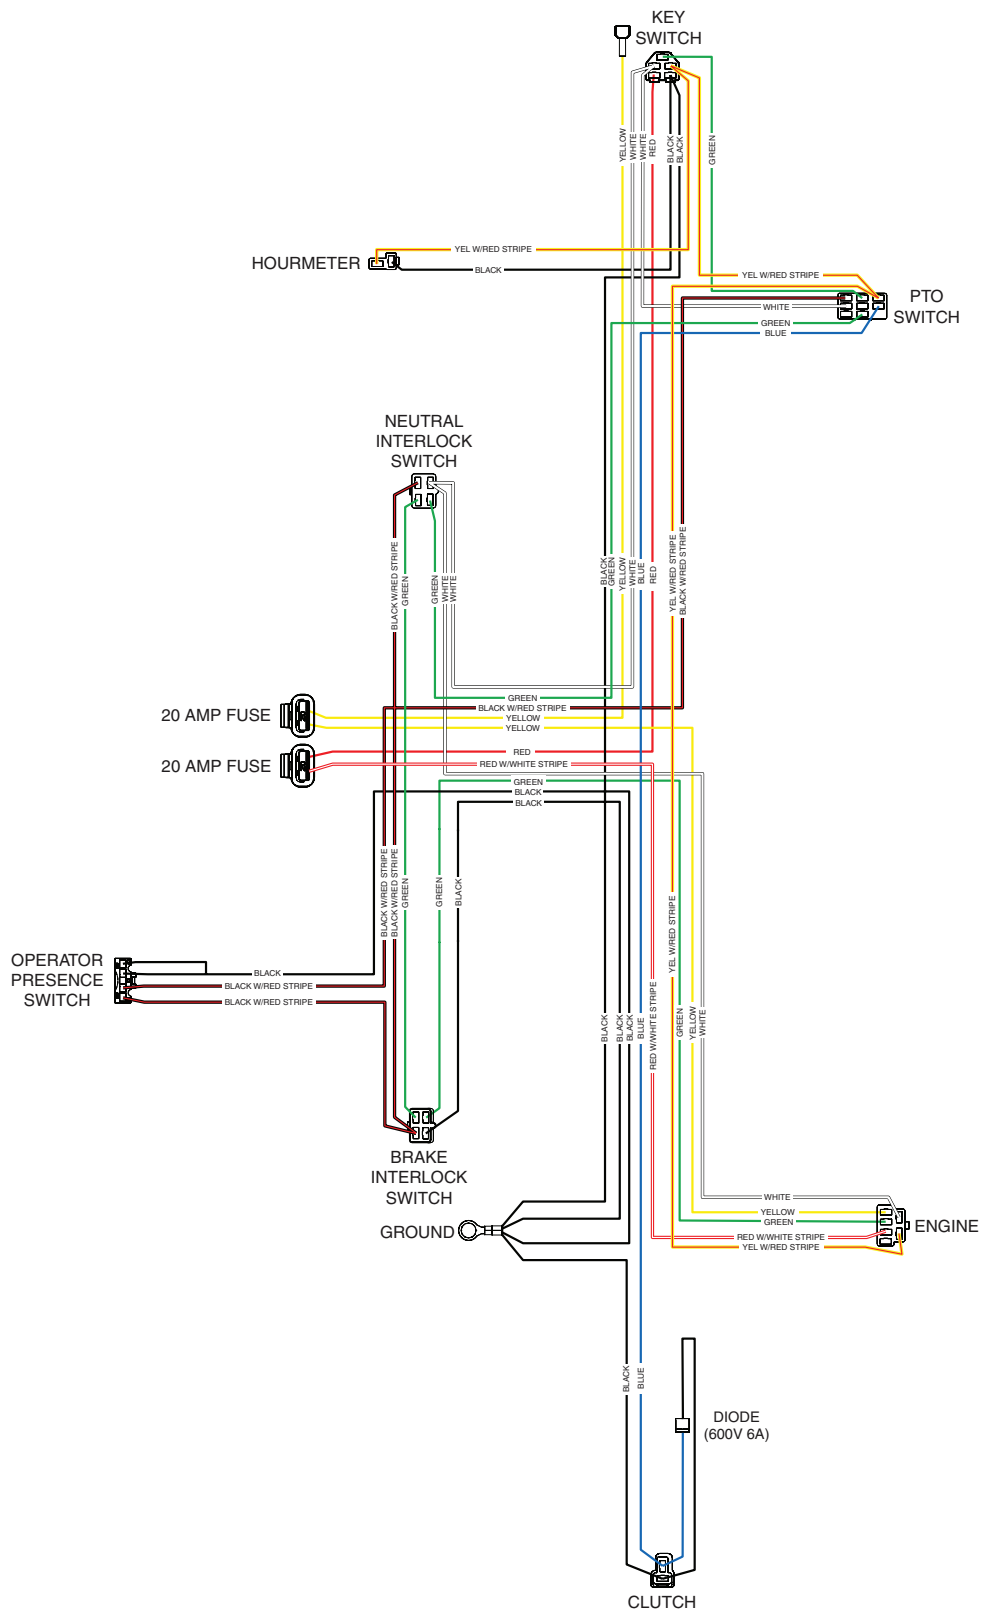 KEY
SWITCH
YELLOW
WHITE
WHITE
RED
BLACK
BLACK
GREEN
HOURMETER
YEL W/RED STRIPE
BLACK
YEL W/RED STRIPE
WHITE
GREEN
BLUE
PTO
SWITCH
NEUTRAL
INTERLOCK
SWITCH
BLACK W/RED STRIPE
GREEN
GREEN
WHITE
WHITE
BLACK
GREEN
YELLOW
WHITE
BLUE
RED
YEL W/RED STRIPE
BLACK W/RED STRIPE
20 AMP FUSE
GREEN
BLACK W/RED STRIPE
YELLOW
YELLOW
20 AMP FUSE
RED
RED W/WHITE STRIPE
GREEN
BLACK
BLACK
BLACK W/RED STRIPE
BLACK W/RED STRIPE
GREEN
GREEN
BLACK
OPERATOR
PRESENCE
SWITCH
BLACK
BLACK W/RED STRIPE
BLACK W/RED STRIPE
BLACK
BLACK
BLACK
BLUE
RED W/WHITE STRIPE
YEL W/RED STRIPE
GREEN
YELLOW
WHITE
BRAKE
INTERLOCK
SWITCH
GROUND
WHITE
YELLOW
GREEN
RED W/WHITE STRIPE
YEL W/RED STRIPE
ENGINE
BLACK
BLUE
DIODE
(600V 6A)
CLUTCH